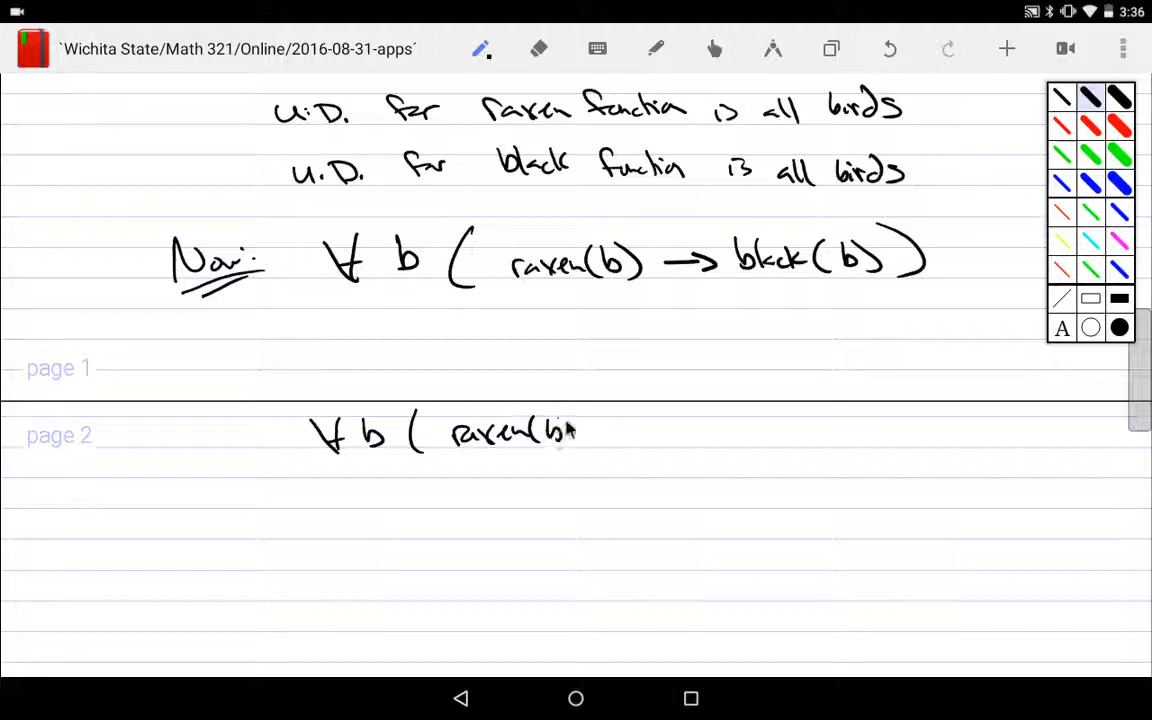 3:36
`Wichita State/Math 321/Online/2016-08-31-apps´
U.D. for raven function is all birds
U.D. for black function is all birds
Now: ∀ b ( raven(b) → black(b) )
A
page 1
page 2
∀ b ( raven(b